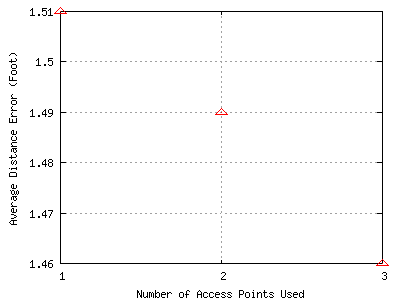 1.51
1.5
1.49
1.48
1.47
1.46
Average Distance Error (Foot)
1 2 3
Number of Access Points Used